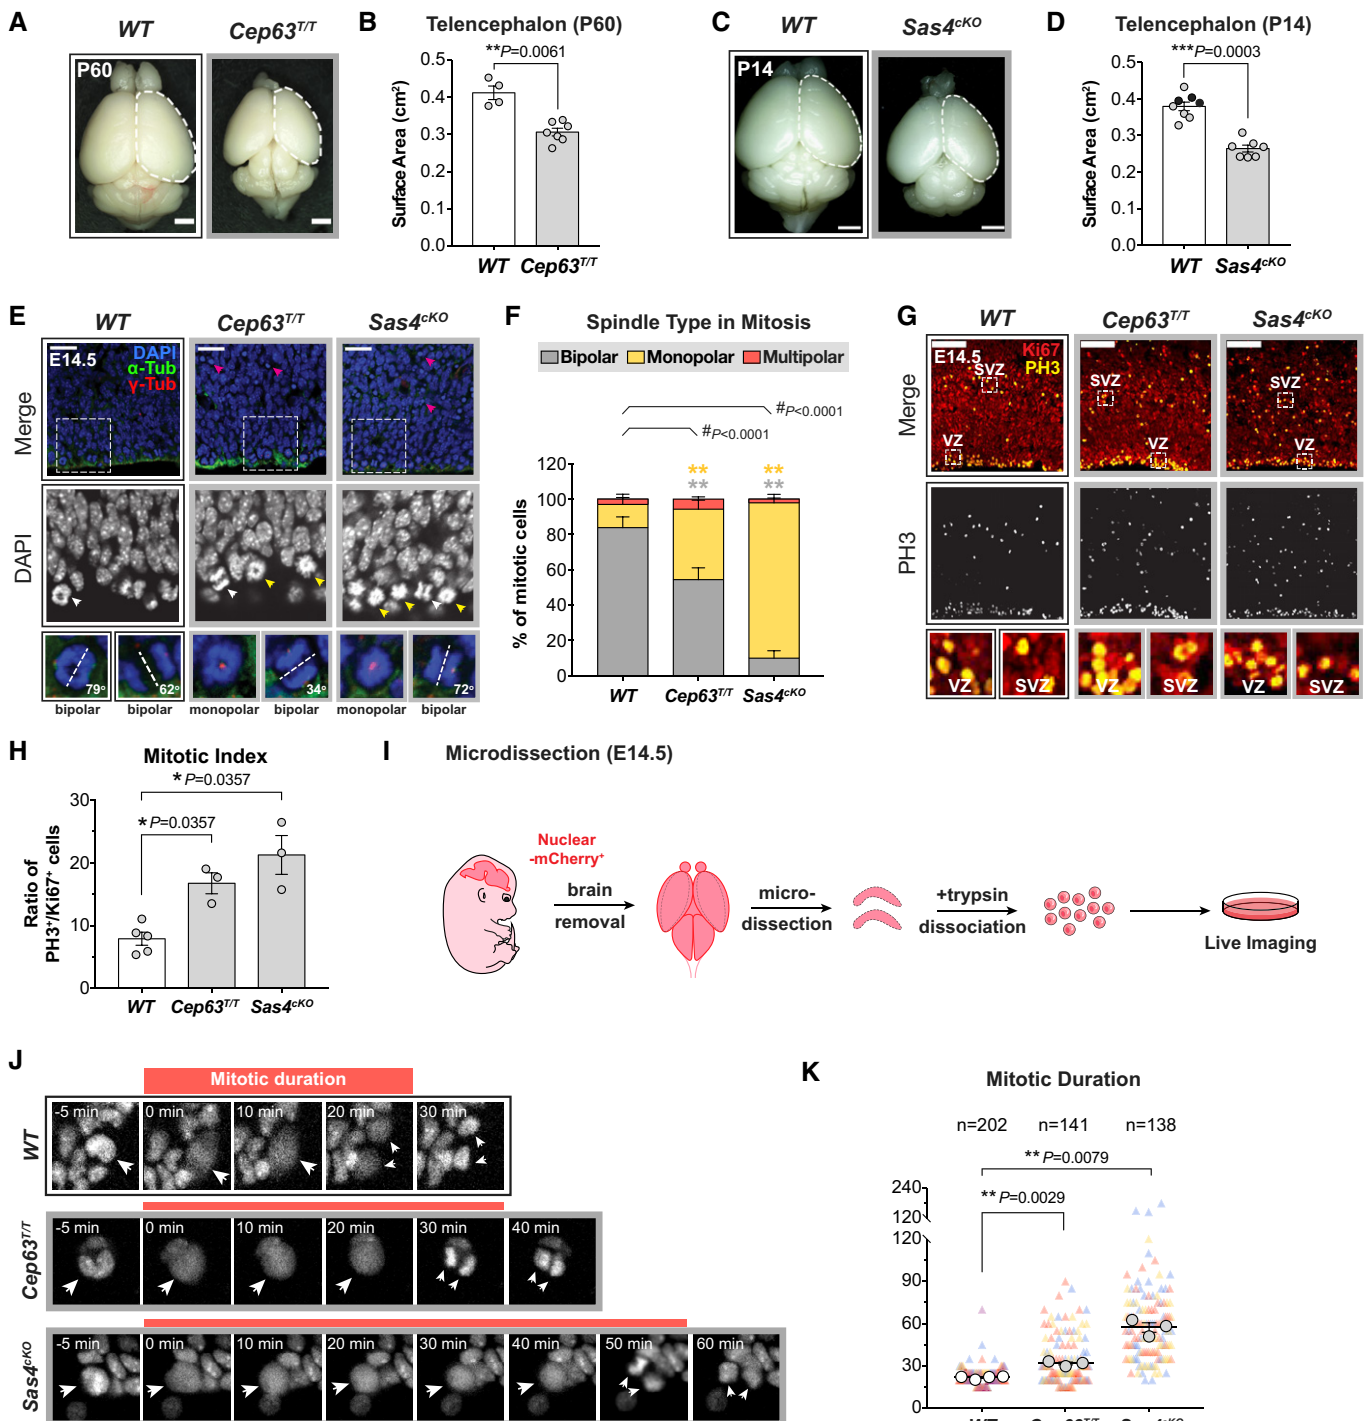 A
WT
Cep63T/T
P60
B
Telencephalon (P60)
**P=0.0061
Surface Area (cm2)
0.5
0.4
0.3
0.2
0.1
0.0
WT Cep63T/T
C
WT
Sas4cKO
P14
D
Telencephalon (P14)
***P=0.0003
Surface Area (cm2)
0.5
0.4
0.3
0.2
0.1
0.0
WT Sas4cKO
E
WT
Cep63T/T
Sas4cKO
E14.5
DAPI
α-Tub
γ-Tub
Merge
DAPI
79°
62°
34°
72°
bipolar
bipolar
monopolar
bipolar
monopolar
bipolar
F
Spindle Type in Mitosis
Bipolar Monopolar Multipolar
#P<0.0001
#P<0.0001
% of mitotic cells
120
100
80
60
40
20
0
** **
** **
WT Cep63T/T Sas4cKO
G
WT
Cep63T/T
Sas4cKO
E14.5
Ki67
PH3
SVZ
SVZ
SVZ
VZ
VZ
VZ
Merge
PH3
VZ
SVZ
VZ
SVZ
VZ
SVZ
H
Mitotic Index
* P=0.0357
* P=0.0357
Ratio of
PH3+/Ki67+ cells
30
20
10
0
WT Cep63T/T Sas4cKO
I
Microdissection (E14.5)
Nuclear
-mCherry+
brain
removal
micro-
dissection
+trypsin
dissociation
Live Imaging
J
Mitotic duration
WT
-5 min
0 min
10 min
20 min
30 min
Cep63T/T
-5 min
0 min
10 min
20 min
30 min
40 min
Sas4cKO
-5 min
0 min
10 min
20 min
30 min
40 min
50 min
60 min
K
Mitotic Duration
n=202 n=141 n=138
** P=0.0079
** P=0.0029
240
120
120
90
60
30
0
WT Cep63T/T Sas4cKO